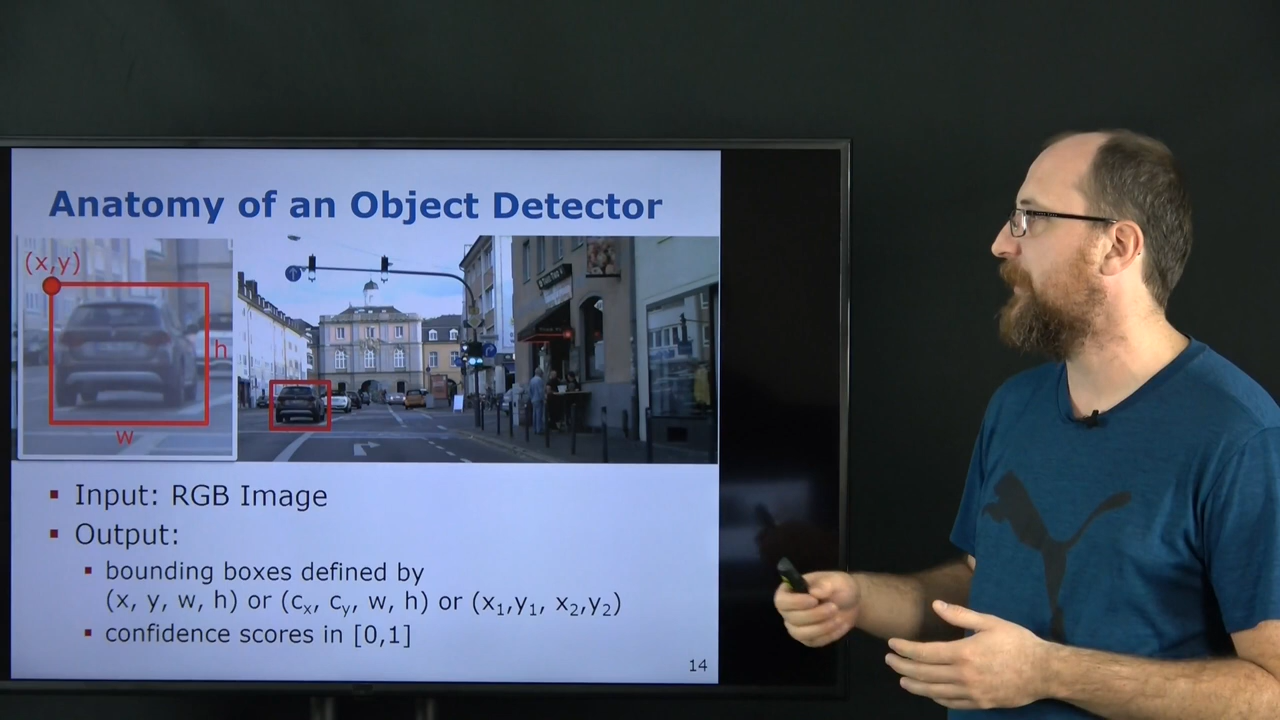 Anatomy of an Object Detector
(x,y)
h
w
▪ Input: RGB Image
▪ Output:
▪ bounding boxes defined by
(x, y, w, h) or (cₓ, cᵧ, w, h) or (x₁,y₁, x₂,y₂)
▪ confidence scores in [0,1]
14